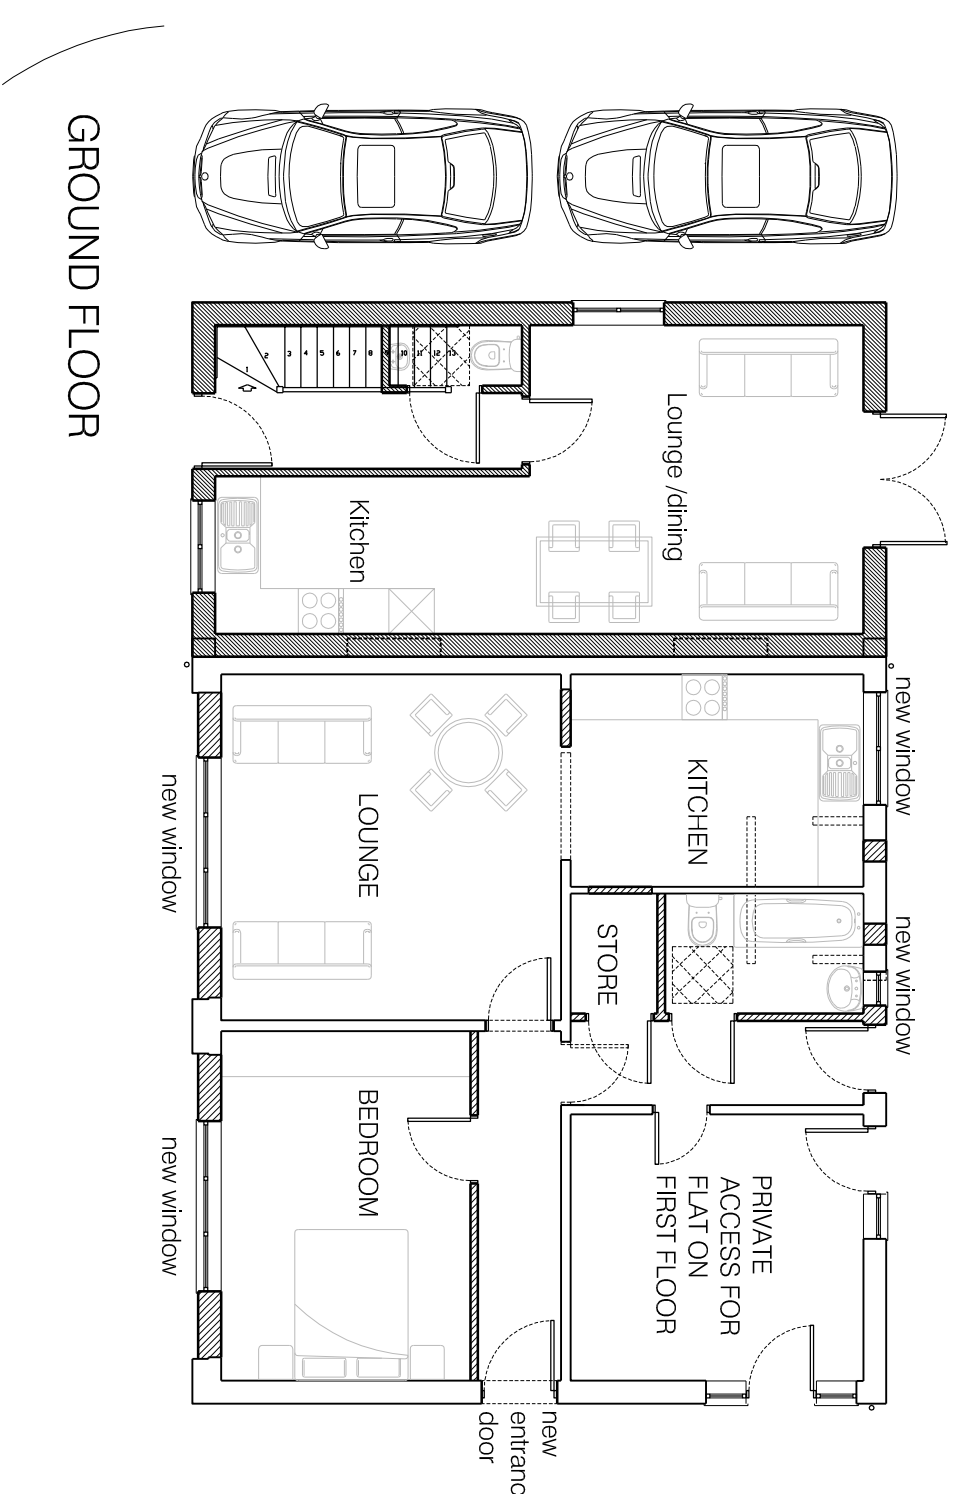 GROUND FLOOR
1
2
3
4
5
6
7
8
9
10
11
12
13
Lounge /dining
Kitchen
new window
KITCHEN
LOUNGE
new window
STORE
new window
BEDROOM
new window
PRIVATE
ACCESS FOR
FLAT ON
FIRST FLOOR
new
entranc
door